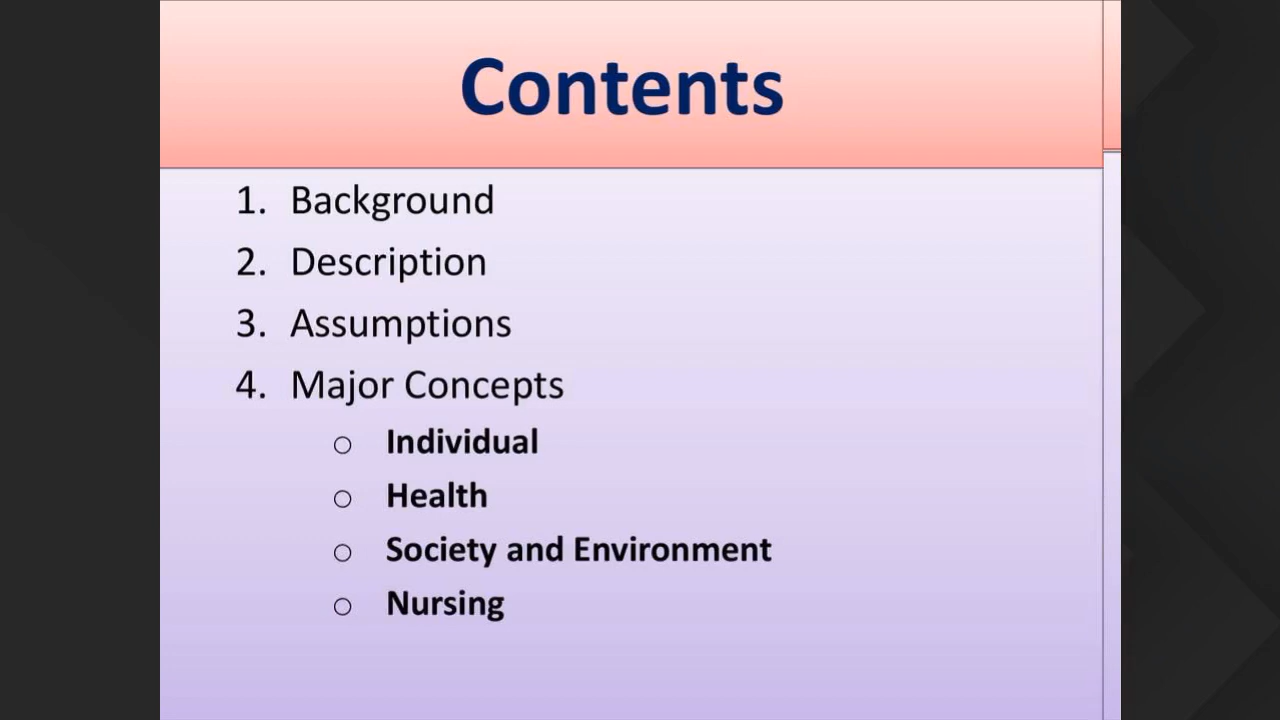 Contents
1. Background
2. Description
3. Assumptions
4. Major Concepts
○ Individual
○ Health
○ Society and Environment
○ Nursing